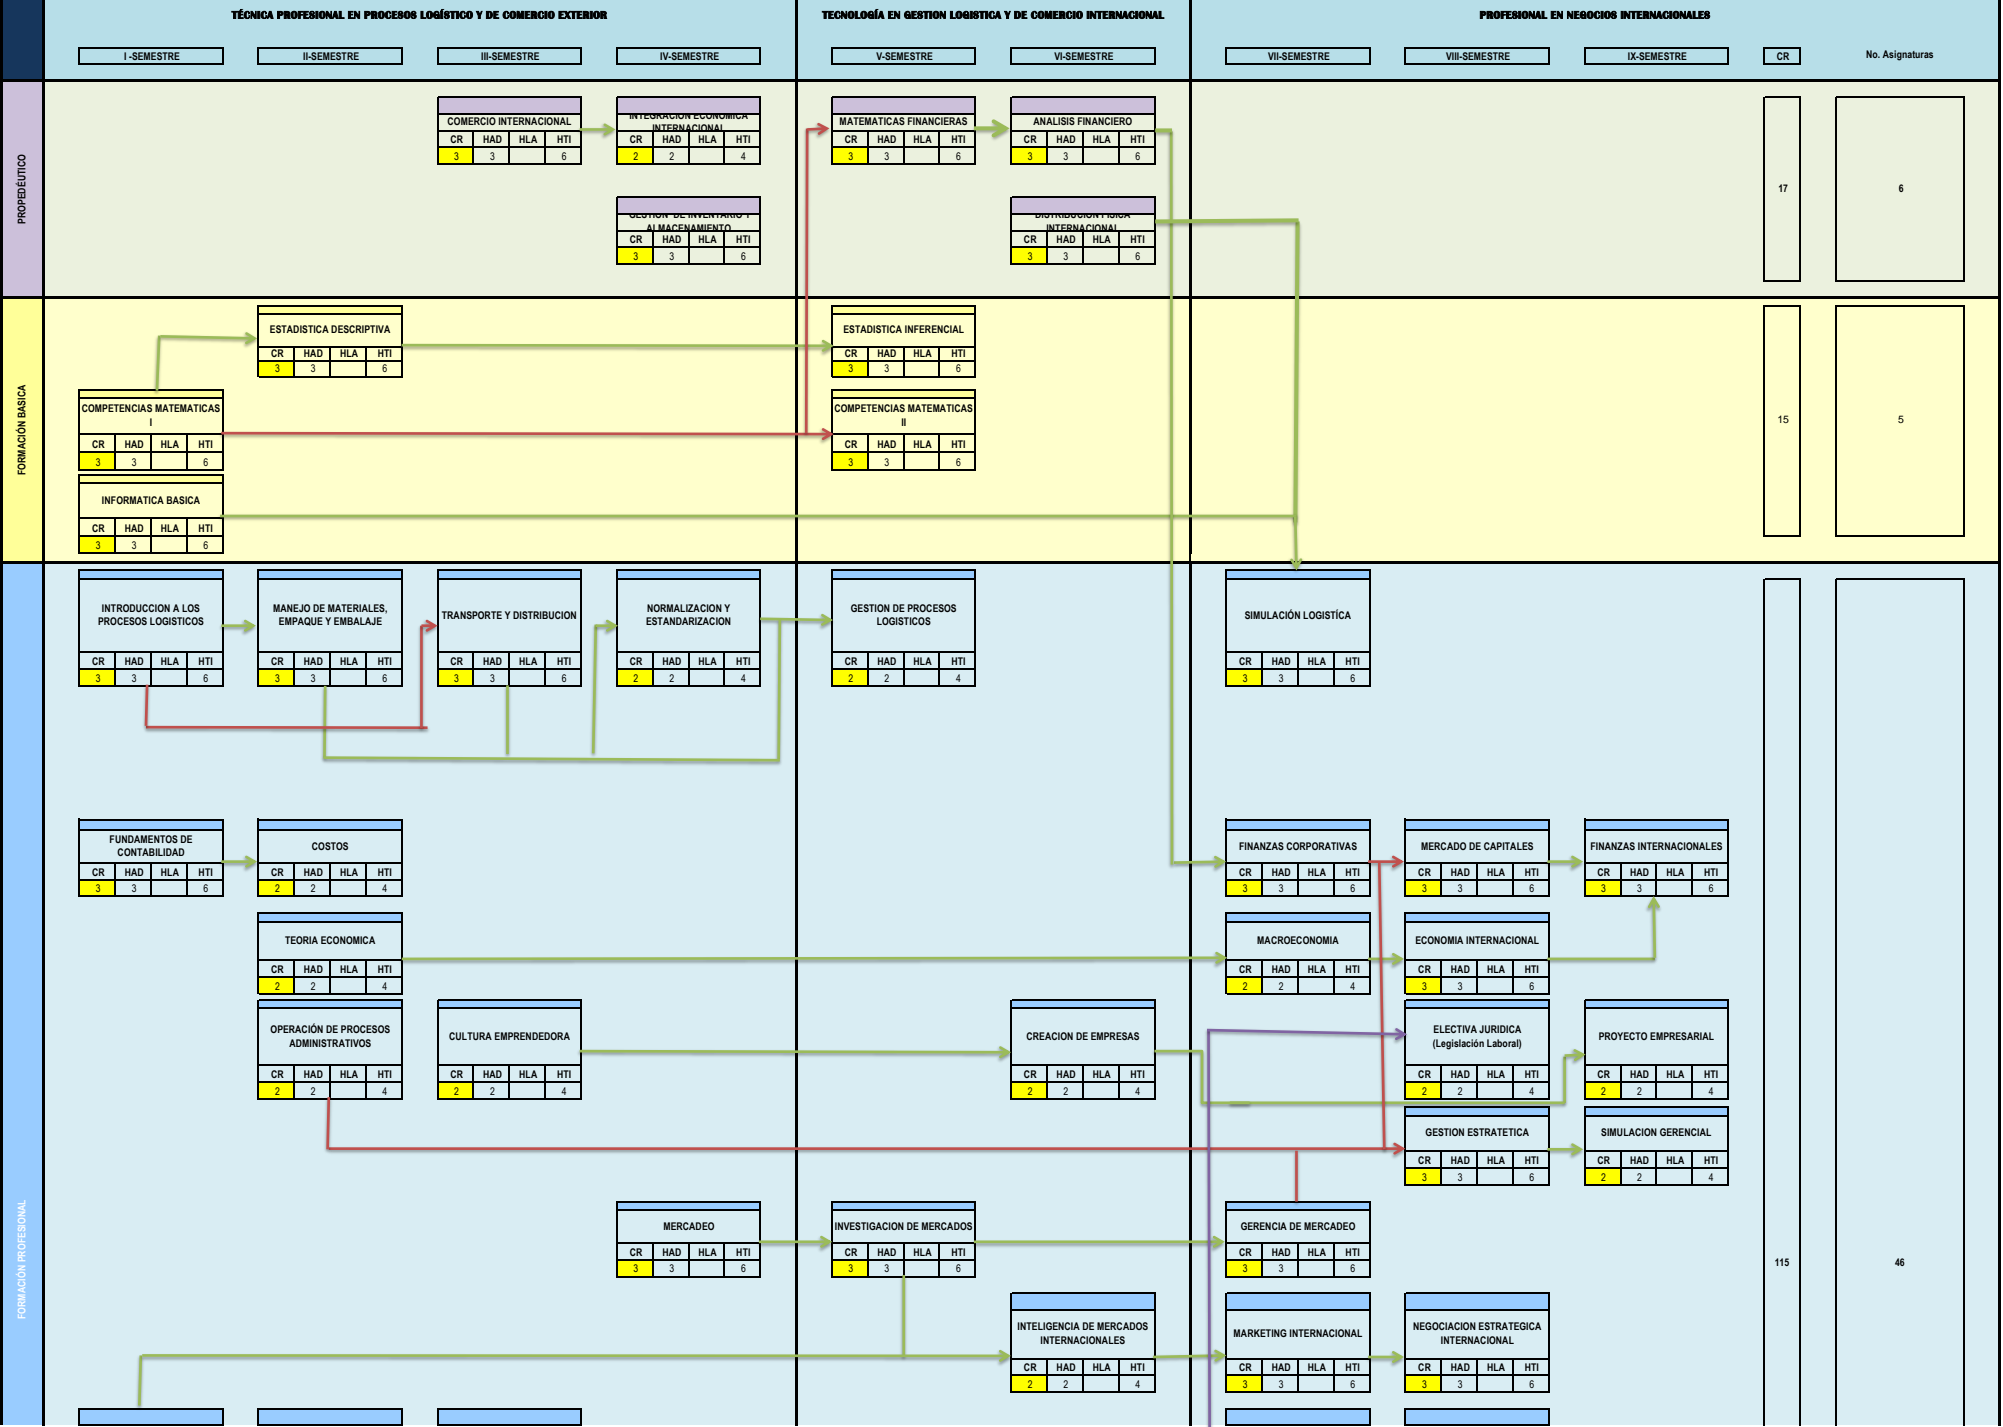 TÉCNICA PROFESIONAL EN PROCESOS LOGÍSTICO Y DE COMERCIO EXTERIOR
TECNOLOGÍA EN GESTION LOGISTICA Y DE COMERCIO INTERNACIONAL
PROFESIONAL EN NEGOCIOS INTERNACIONALES
I -SEMESTRE
II-SEMESTRE
III-SEMESTRE
IV-SEMESTRE
V-SEMESTRE
VI-SEMESTRE
VII-SEMESTRE
VIII-SEMESTRE
IX-SEMESTRE
CR
No. Asignaturas
PROPEDÉUTICO
COMERCIO INTERNACIONAL
CR HAD HLA HTI
3 3 6
INTEGRACION ECONOMICA
INTERNACIONAL
CR HAD HLA HTI
2 2 4
MATEMATICAS FINANCIERAS
CR HAD HLA HTI
3 3 6
ANALISIS FINANCIERO
CR HAD HLA HTI
3 3 6
17
6
GESTION DE INVENTARIO Y
ALMACENAMIENTO
CR HAD HLA HTI
3 3 6
DISTRIBUCION FISICA
INTERNACIONAL
CR HAD HLA HTI
3 3 6
FORMACIÓN BASICA
ESTADISTICA DESCRIPTIVA
CR HAD HLA HTI
3 3 6
ESTADISTICA INFERENCIAL
CR HAD HLA HTI
3 3 6
COMPETENCIAS MATEMATICAS
I
CR HAD HLA HTI
3 3 6
COMPETENCIAS MATEMATICAS
II
CR HAD HLA HTI
3 3 6
15
5
INFORMATICA BASICA
CR HAD HLA HTI
3 3 6
FORMACIÓN PROFESIONAL
INTRODUCCION A LOS
PROCESOS LOGISTICOS
CR HAD HLA HTI
3 3 6
MANEJO DE MATERIALES,
EMPAQUE Y EMBALAJE
CR HAD HLA HTI
3 3 6
TRANSPORTE Y DISTRIBUCION
CR HAD HLA HTI
3 3 6
NORMALIZACION Y
ESTANDARIZACION
CR HAD HLA HTI
2 2 4
GESTION DE PROCESOS
LOGISTICOS
CR HAD HLA HTI
2 2 4
SIMULACIÓN LOGISTÍCA
CR HAD HLA HTI
3 3 6
FUNDAMENTOS DE
CONTABILIDAD
CR HAD HLA HTI
3 3 6
COSTOS
CR HAD HLA HTI
2 2 4
FINANZAS CORPORATIVAS
CR HAD HLA HTI
3 3 6
MERCADO DE CAPITALES
CR HAD HLA HTI
3 3 6
FINANZAS INTERNACIONALES
CR HAD HLA HTI
3 3 6
TEORIA ECONOMICA
CR HAD HLA HTI
2 2 4
MACROECONOMIA
CR HAD HLA HTI
2 2 4
ECONOMIA INTERNACIONAL
CR HAD HLA HTI
3 3 6
OPERACIÓN DE PROCESOS
ADMINISTRATIVOS
CR HAD HLA HTI
2 2 4
CULTURA EMPRENDEDORA
CR HAD HLA HTI
2 2 4
CREACION DE EMPRESAS
CR HAD HLA HTI
2 2 4
ELECTIVA JURIDICA
(Legislación Laboral)
CR HAD HLA HTI
2 2 4
PROYECTO EMPRESARIAL
CR HAD HLA HTI
2 2 4
GESTION ESTRATETICA
CR HAD HLA HTI
3 3 6
SIMULACION GERENCIAL
CR HAD HLA HTI
2 2 4
MERCADEO
CR HAD HLA HTI
3 3 6
INVESTIGACION DE MERCADOS
CR HAD HLA HTI
3 3 6
GERENCIA DE MERCADEO
CR HAD HLA HTI
3 3 6
115
46
INTELIGENCIA DE MERCADOS
INTERNACIONALES
CR HAD HLA HTI
2 2 4
MARKETING INTERNACIONAL
CR HAD HLA HTI
3 3 6
NEGOCIACION ESTRATEGICA
INTERNACIONAL
CR HAD HLA HTI
3 3 6